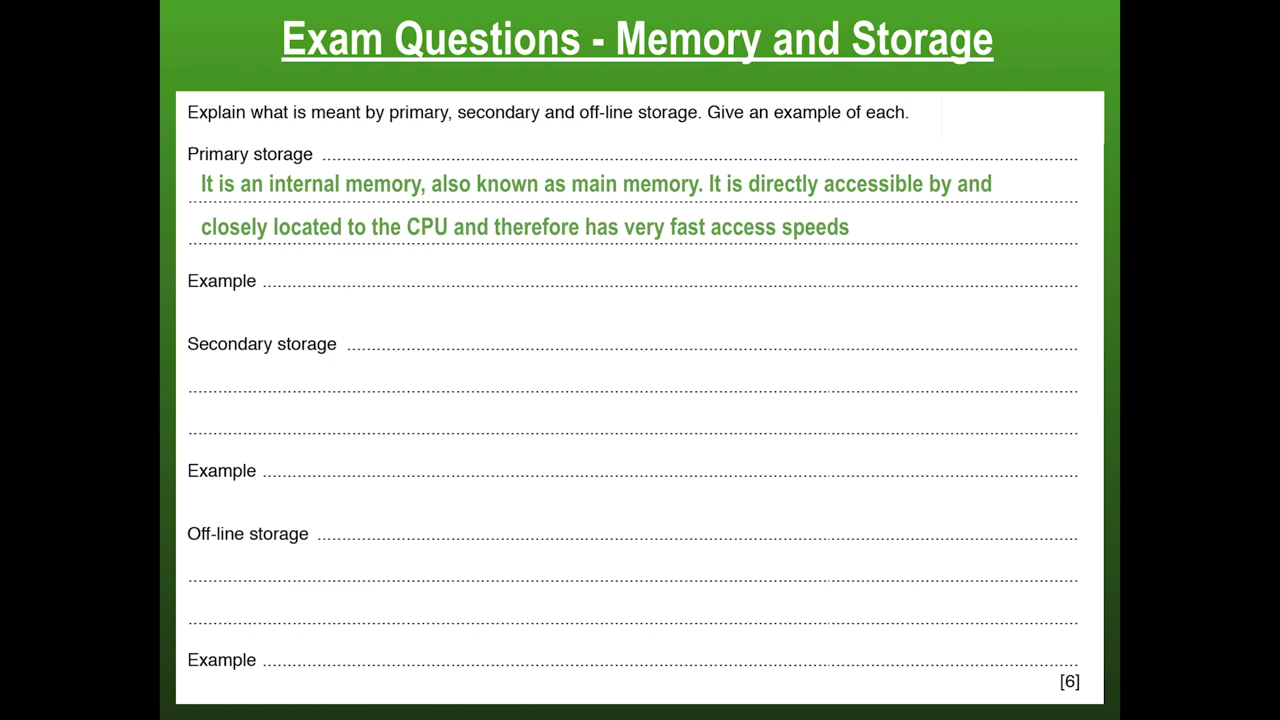 Exam Questions - Memory and Storage
Explain what is meant by primary, secondary and off-line storage. Give an example of each.
Primary storage
It is an internal memory, also known as main memory. It is directly accessible by and
closely located to the CPU and therefore has very fast access speeds
Example
Secondary storage
Example
Off-line storage
Example
[6]